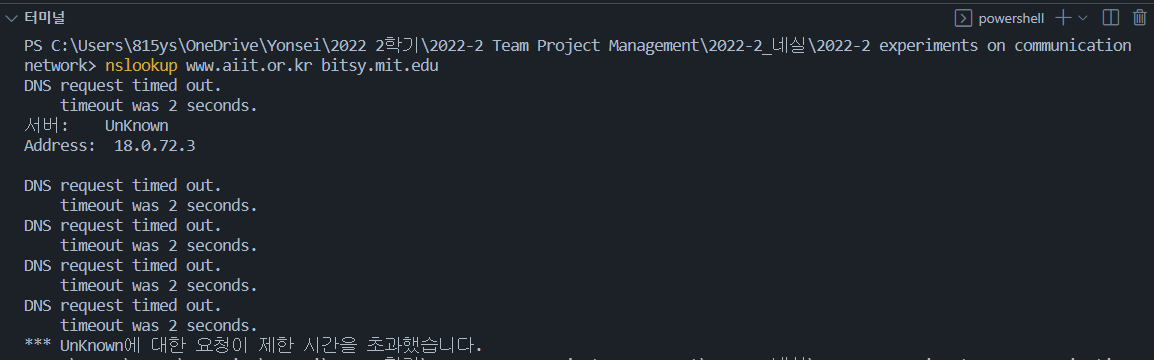 터미널
powershell
PS C:\Users\815ys\OneDrive\Yonsei\2022 2학기\2022-2 Team Project Management\2022-2_네실\2022-2 experiments on communication
network> nslookup www.aiit.or.kr bitsy.mit.edu
DNS request timed out.
    timeout was 2 seconds.
서버:    UnKnown
Address:  18.0.72.3
DNS request timed out.
    timeout was 2 seconds.
DNS request timed out.
    timeout was 2 seconds.
DNS request timed out.
    timeout was 2 seconds.
DNS request timed out.
    timeout was 2 seconds.
*** UnKnown에 대한 요청이 제한 시간을 초과했습니다.